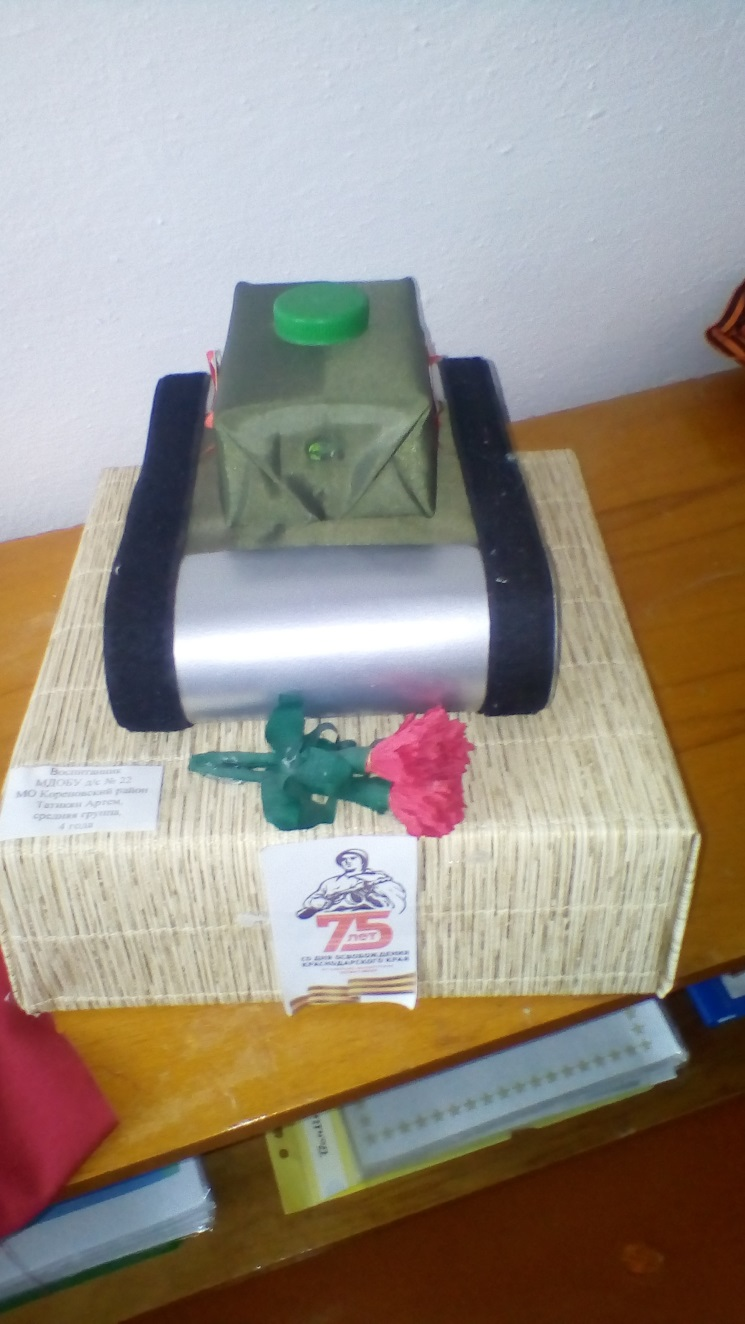 Воспитанник
МДОБУ д/с № 22
МО Кореновский район
Татикян Артем,
средняя группа,
4 года
75
лет
СО ДНЯ ОСВОБОЖДЕНИЯ
КРАСНОДАРСКОГО КРАЯ